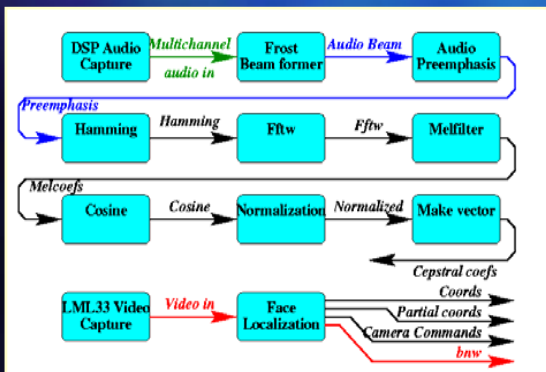 DSP Audio
Capture
Multichannel
audio in
Frost
Beam former
Audio Beam
Audio
Preemphasis
Preemphasis
Hamming
Hamming
Fftw
Fftw
Melfilter
Melcoefs
Cosine
Cosine
Normalization
Normalized
Make vector
Cepstral coefs
LML33 Video
Capture
Video in
Face
Localization
Coords
Partial coords
Camera Commands
bnw